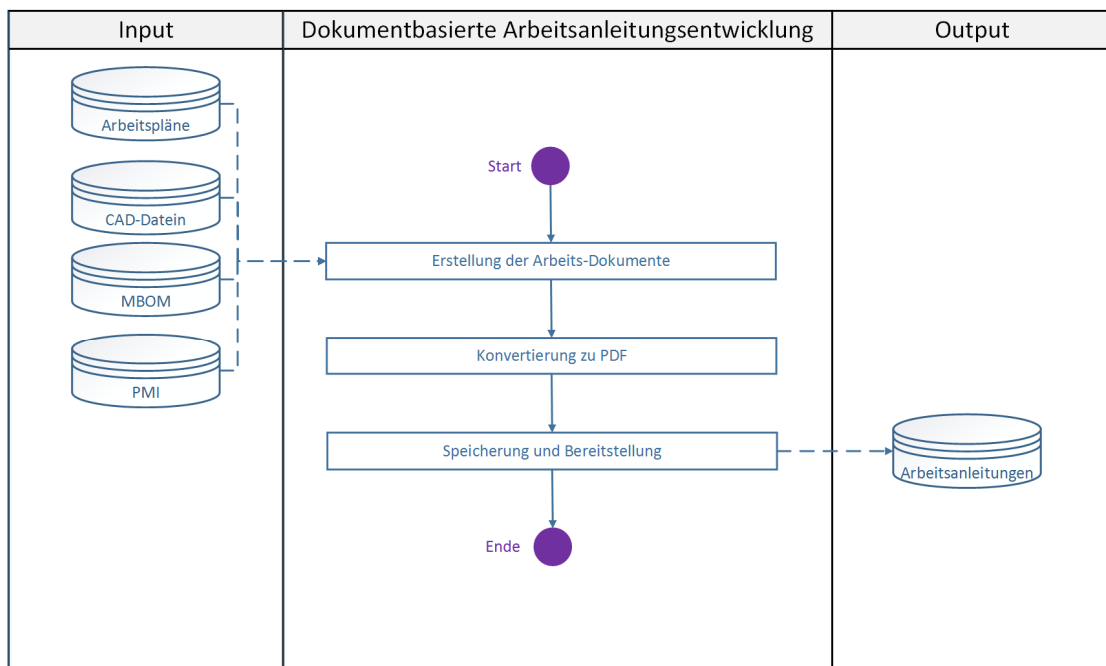 Input
Dokumentbasierte Arbeitsanleitungsentwicklung
Output
Arbeitspläne
CAD-Datein
MBOM
PMI
Start
Erstellung der Arbeits-Dokumente
Konvertierung zu PDF
Speicherung und Bereitstellung
Ende
Arbeitsanleitungen